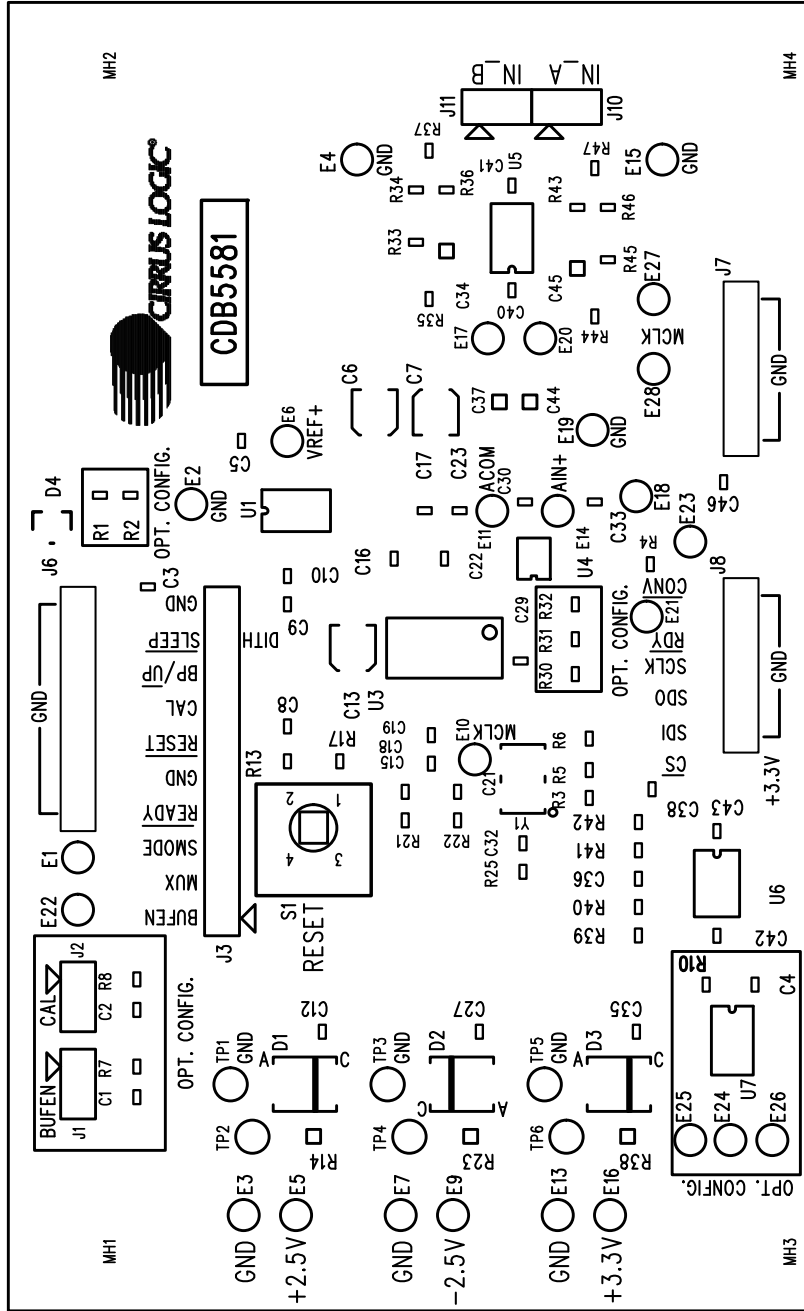 MH2
MH4
CIRRUS LOGIC®
CDB5581
IN_B
IN_A
J11
J10
R37
R47
E4
GND
E15
GND
C41
U5
R34
R36
R43
R46
R33
R45
C34
C45
E27
R35
C40
R44
E17
E20
MCLK
J7
GND
E28
C6
C7
C37
C44
E19
GND
E6
VREF+
C5
D4
R1
R2
OPT. CONFIG.
E2
GND
U1
C17
C23
ACOM
C30
E11
AIN+
E14
C33
E18
E23
C46
J6
GND
C3
C16
C22
U4
R4
C10
C9
C29
R32
R31
R30
OPT. CONFIG.
E21
J8
GND
+3.3V
GND
SLEEP
DITH
BP/UP
CAL
RESET
GND
READY
SMODE
MUX
BUFEN
J3
CONV
RDY
SCLK
SDO
SDI
CS
C13
U3
C8
R13
R17
C19
C18
C15
E10
MCLK
C21
R6
R5
R3
Y1
2
1
4
3
S1
RESET
R21
R22
C32
R25
R42
R41
C36
R40
R39
C38
C43
U6
C42
E1
E22
J2
CAL
R8
C2
BUFEN
J1
R7
C1
OPT. CONFIG.
C12
D1
A
C
TP1
GND
TP2
R14
C27
D2
C
A
TP3
GND
TP4
R23
C35
D3
A
C
TP5
GND
TP6
R38
R10
C4
U7
E25
E24
E26
OPT. CONFIG.
E3
GND
E5
+2.5V
E7
GND
E9
-2.5V
E13
GND
E16
+3.3V
MH1
MH3